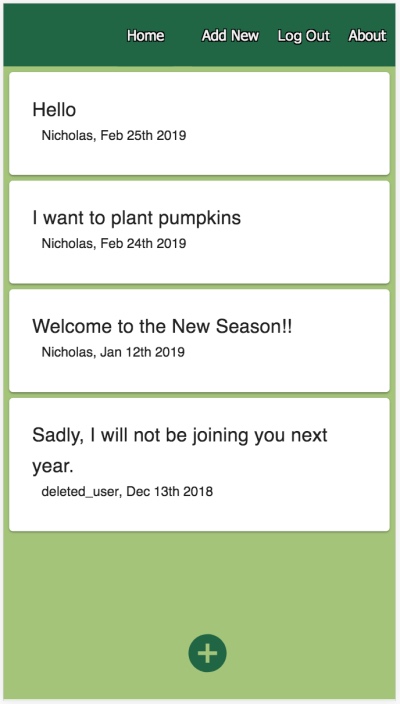 Home Add New Log Out About
Hello
Nicholas, Feb 25th 2019
I want to plant pumpkins
Nicholas, Feb 24th 2019
Welcome to the New Season!!
Nicholas, Jan 12th 2019
Sadly, I will not be joining you next
year.
deleted_user, Dec 13th 2018